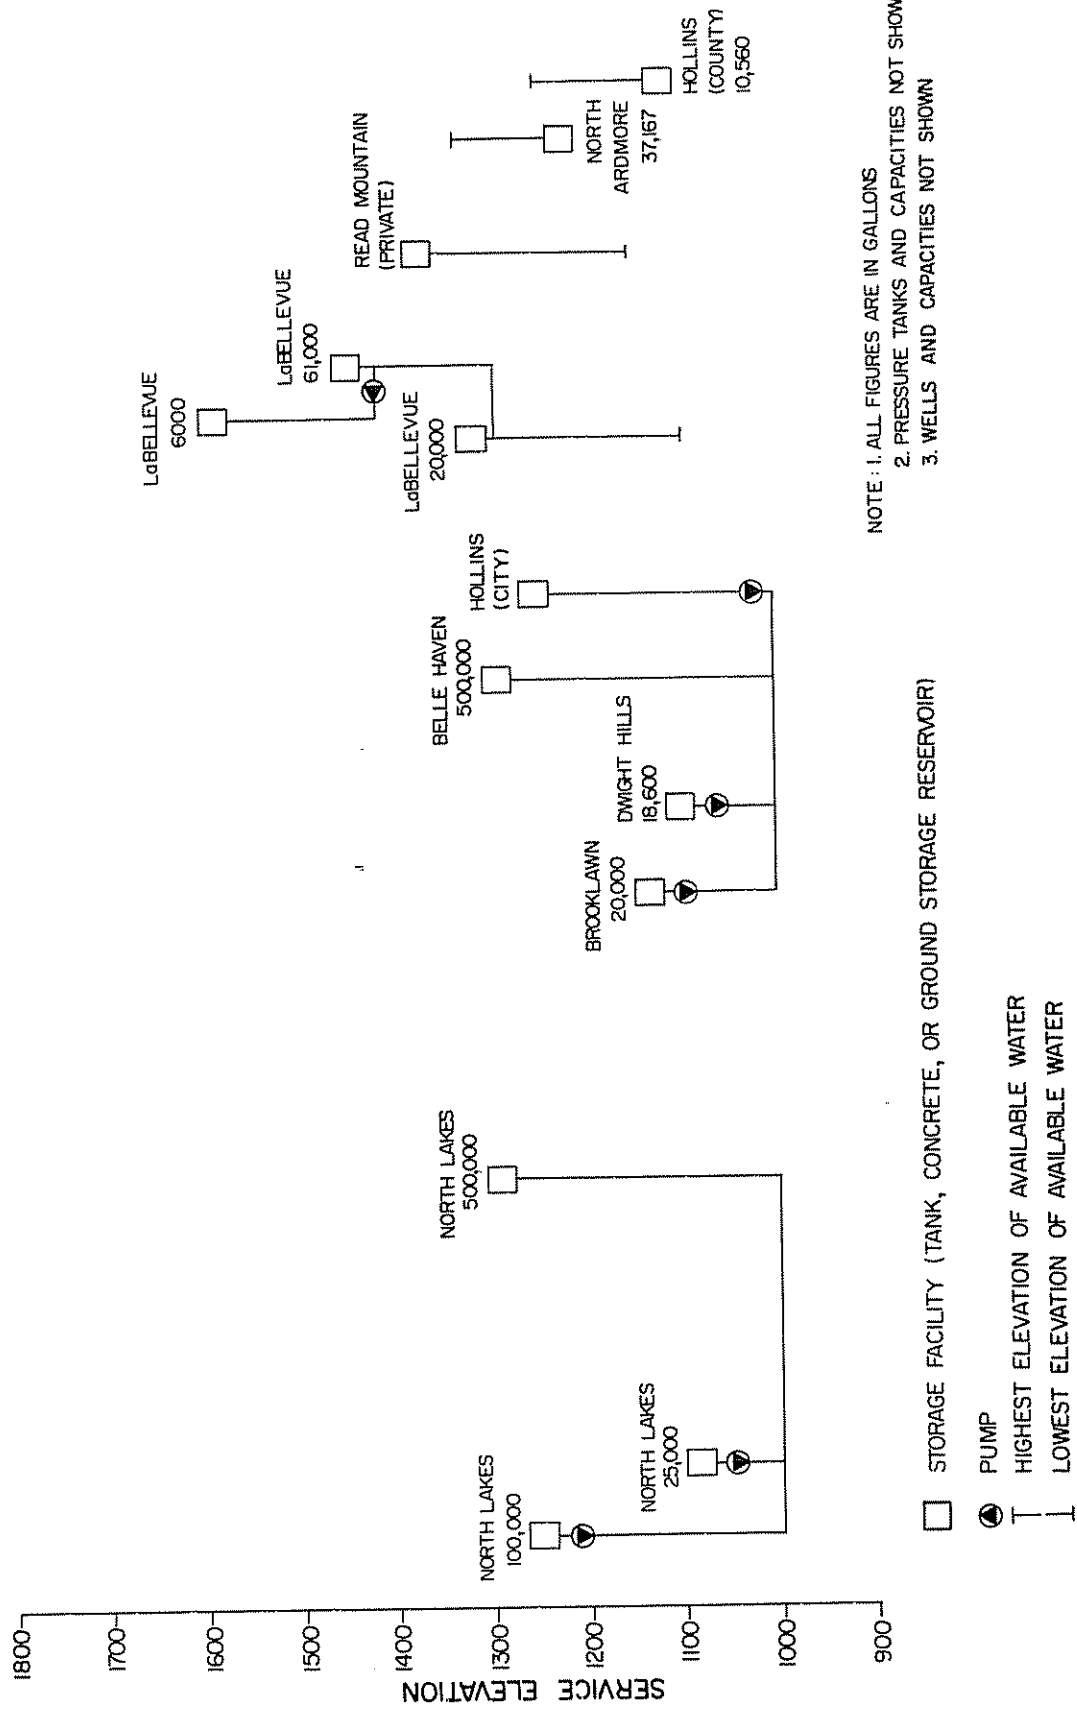 SERVICE ELEVATION
1800
1700
1600
1500
1400
1300
1200
1100
1000
900
NORTH LAKES
100,000
NORTH LAKES
25,000
NORTH LAKES
500,000
BROOKLAWN
20,000
DWIGHT HILLS
18,600
BELLE HAVEN
500,000
HOLLINS
(CITY)
LaBELLEVUE
6000
LaBELLEVUE
20,000
LaBELLEVUE
61,000
READ MOUNTAIN
(PRIVATE)
NORTH
ARDMORE
37,167
HOLLINS
(COUNTY)
10,560
STORAGE FACILITY (TANK, CONCRETE, OR GROUND STORAGE RESERVOIR)
PUMP
HIGHEST ELEVATION OF AVAILABLE WATER
LOWEST ELEVATION OF AVAILABLE WATER
NOTE : 1. ALL FIGURES ARE IN GALLONS
2. PRESSURE TANKS AND CAPACITIES NOT SHOW
3. WELLS AND CAPACITIES NOT SHOWN